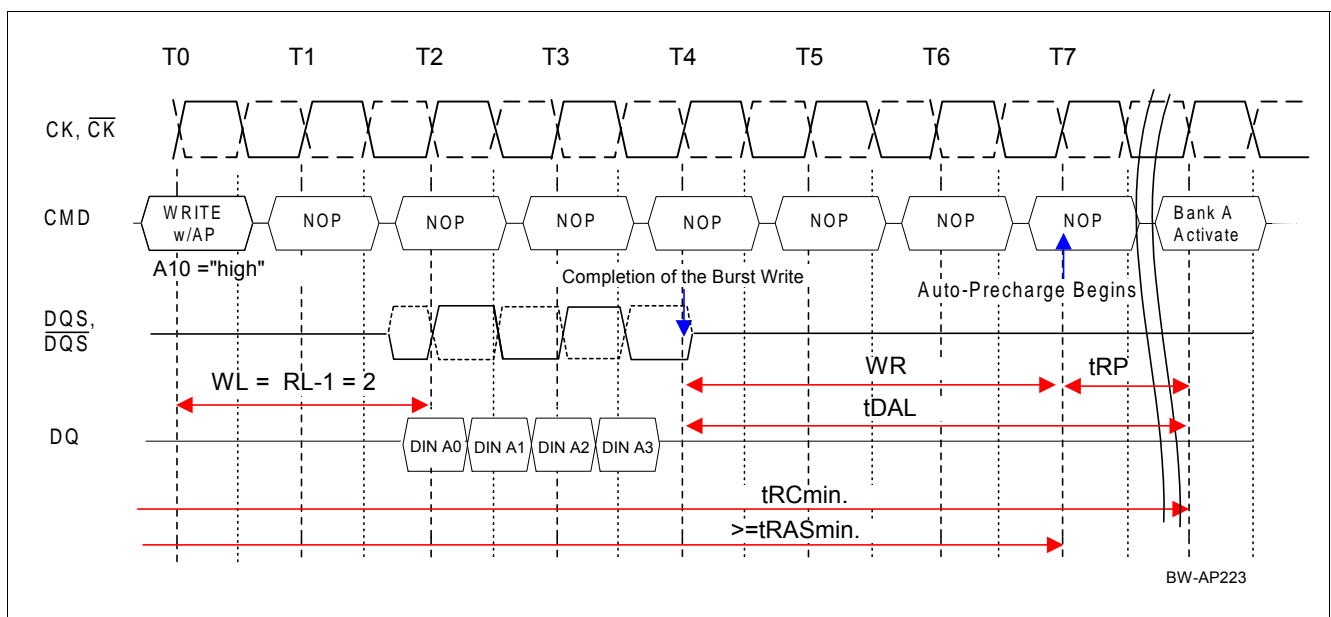 T0 T1 T2 T3 T4 T5 T6 T7
CK, CK
CMD
WRITE w/AP
NOP
NOP
NOP
NOP
NOP
NOP
NOP
Bank A Activate
A10 ="high"
Completion of the Burst Write
Auto-Precharge Begins
DQS,
DQS
WR
tRP
WL = RL-1 = 2
tDAL
DQ
DIN A0
DIN A1
DIN A2
DIN A3
tRCmin.
>=tRASmin.
BW-AP223